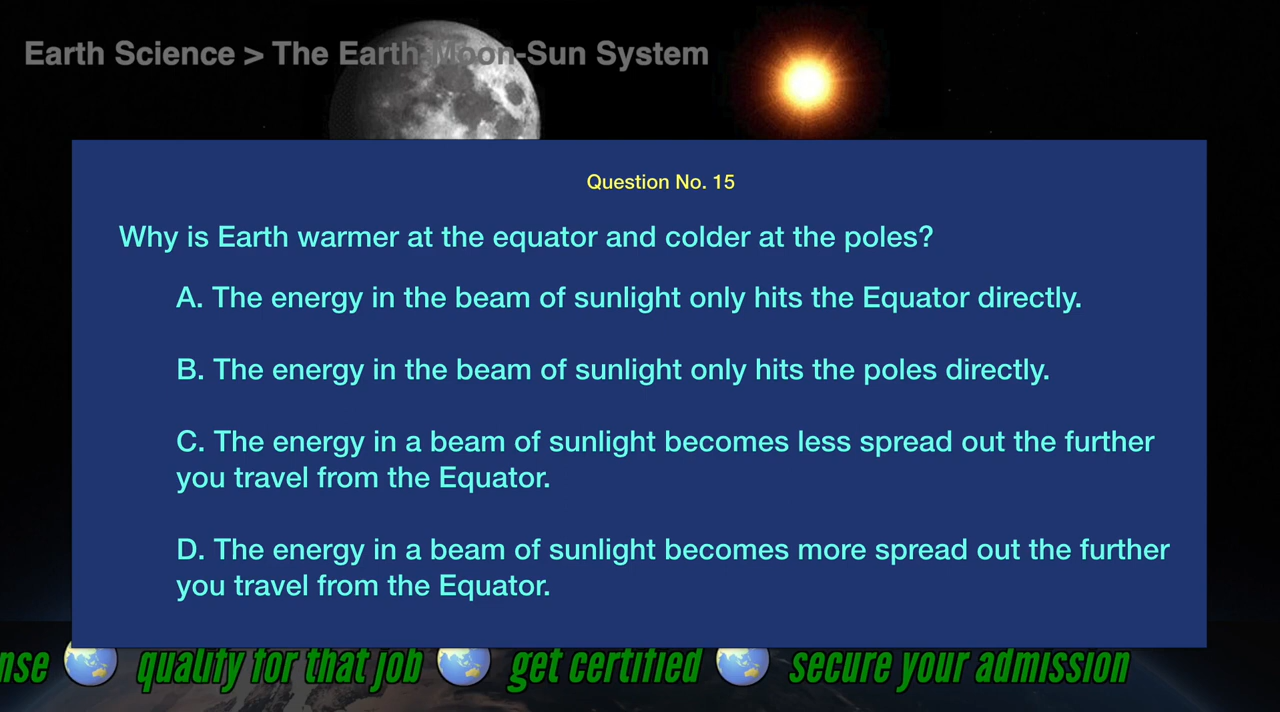 Earth Science > The Earth-Moon-Sun System
Question No. 15
Why is Earth warmer at the equator and colder at the poles?
A. The energy in the beam of sunlight only hits the Equator directly.
B. The energy in the beam of sunlight only hits the poles directly.
C. The energy in a beam of sunlight becomes less spread out the further
you travel from the Equator.
D. The energy in a beam of sunlight becomes more spread out the further
you travel from the Equator.
qualify for that job get certified secure your admission